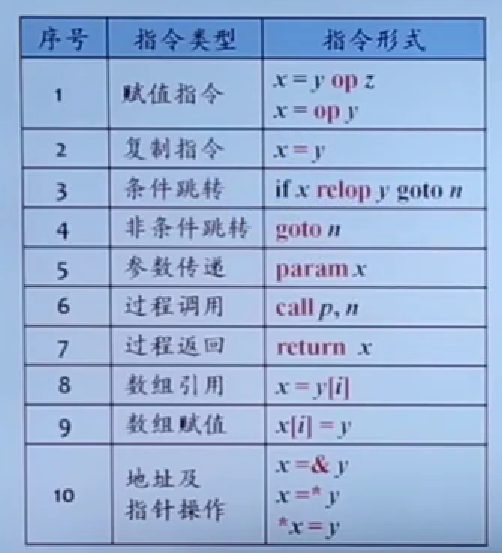 序号 指令类型 指令形式
1 赋值指令 x = y op z
x = op y
2 复制指令 x = y
3 条件跳转 if x relop y goto n
4 非条件跳转 goto n
5 参数传递 param x
6 过程调用 call p, n
7 过程返回 return x
8 数组引用 x = y[i]
9 数组赋值 x[i] = y
10 地址及
指针操作 x =& y
x =* y
*x = y